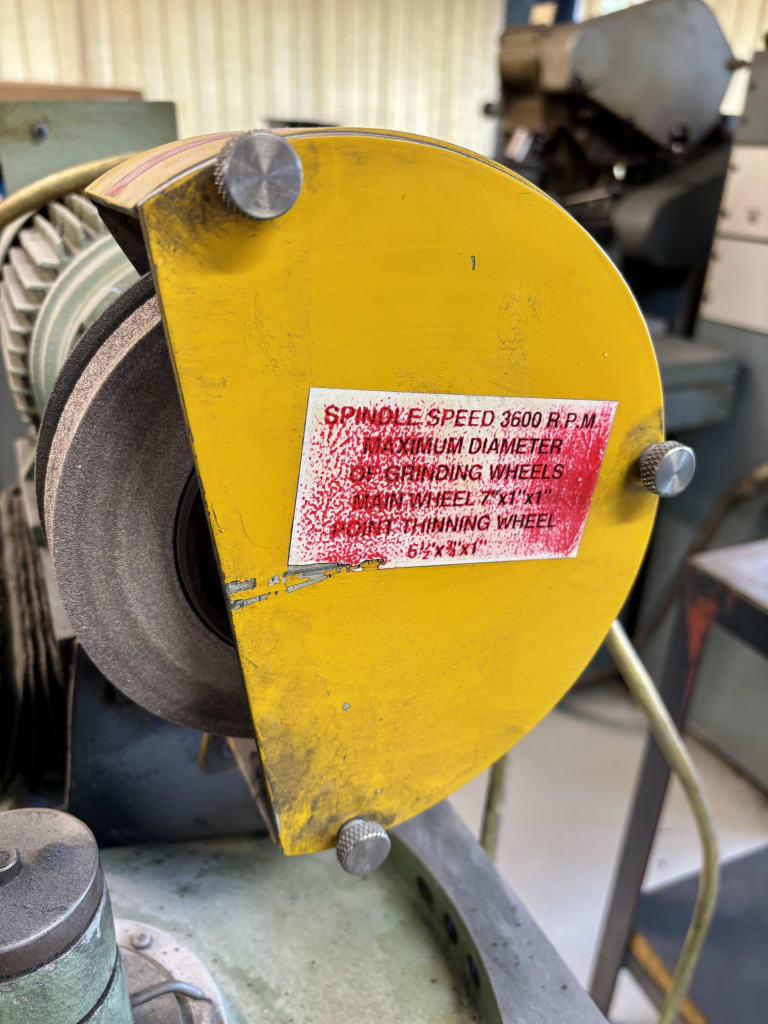 SPINDLE SPEED 3600 R.P.M.
MAXIMUM DIAMETER
OF GRINDING WHEELS
MAIN WHEEL 7"x1"x1"
POINT THINNING WHEEL
6½"x¾"x1"